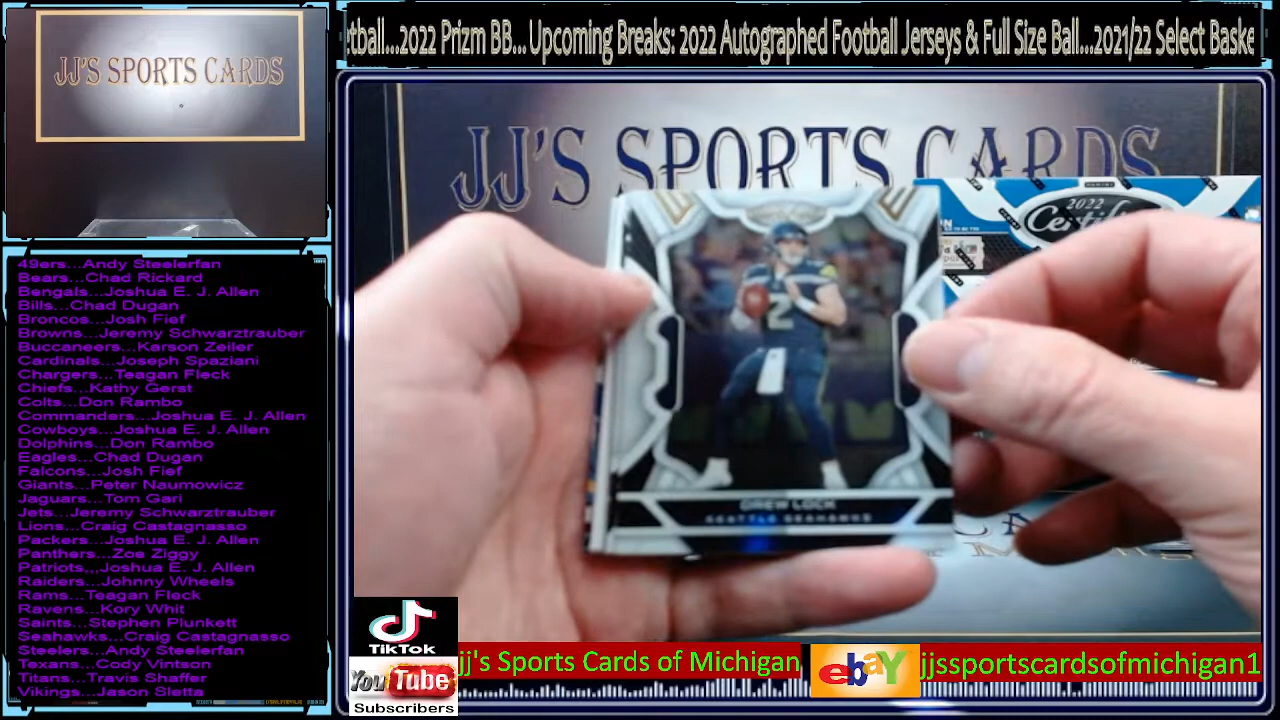 JJ'S SPORTS CARDS
tball...2022 Prizm BB... Upcoming Breaks: 2022 Autographed Football Jerseys & Full Size Ball...2021/22 Select Baske
JJ'S SPORTS CARDS
2022
Certifi
2
DREW LOCK
SEATTLE SEAHAWKS
49ers...Andy Steelerfan
Bears...Chad Rickard
Bengals...Joshua E. J. Allen
Bills...Chad Dugan
Broncos...Josh Fief
Browns...Jeremy Schwarztrauber
Buccaneers...Karson Zeiler
Cardinals...Joseph Spaziani
Chargers...Teagan Fleck
Chiefs...Kathy Gerst
Colts...Don Rambo
Commanders...Joshua E. J. Allen
Cowboys...Joshua E. J. Allen
Dolphins...Don Rambo
Eagles...Chad Dugan
Falcons...Josh Fief
Giants...Peter Naumowicz
Jaguars...Tom Gari
Jets...Jeremy Schwarztrauber
Lions...Craig Castagnasso
Packers...Joshua E. J. Allen
Panthers...Zoe Ziggy
Patriots,,,Joshua E. J. Allen
Raiders...Johnny Wheels
Rams...Teagan Fleck
Ravens...Kory Whit
Saints...Stephen Plunkett
Seahawks...Craig Castagnasso
Steelers...Andy Steelerfan
Texans...Cody Vintson
Titans...Travis Shaffer
Vikings...Jason Sletta
TikTok
YouTube
Subscribers
jj's Sports Cards of Michigan
ebaY
jjssportscardsofmichigan1